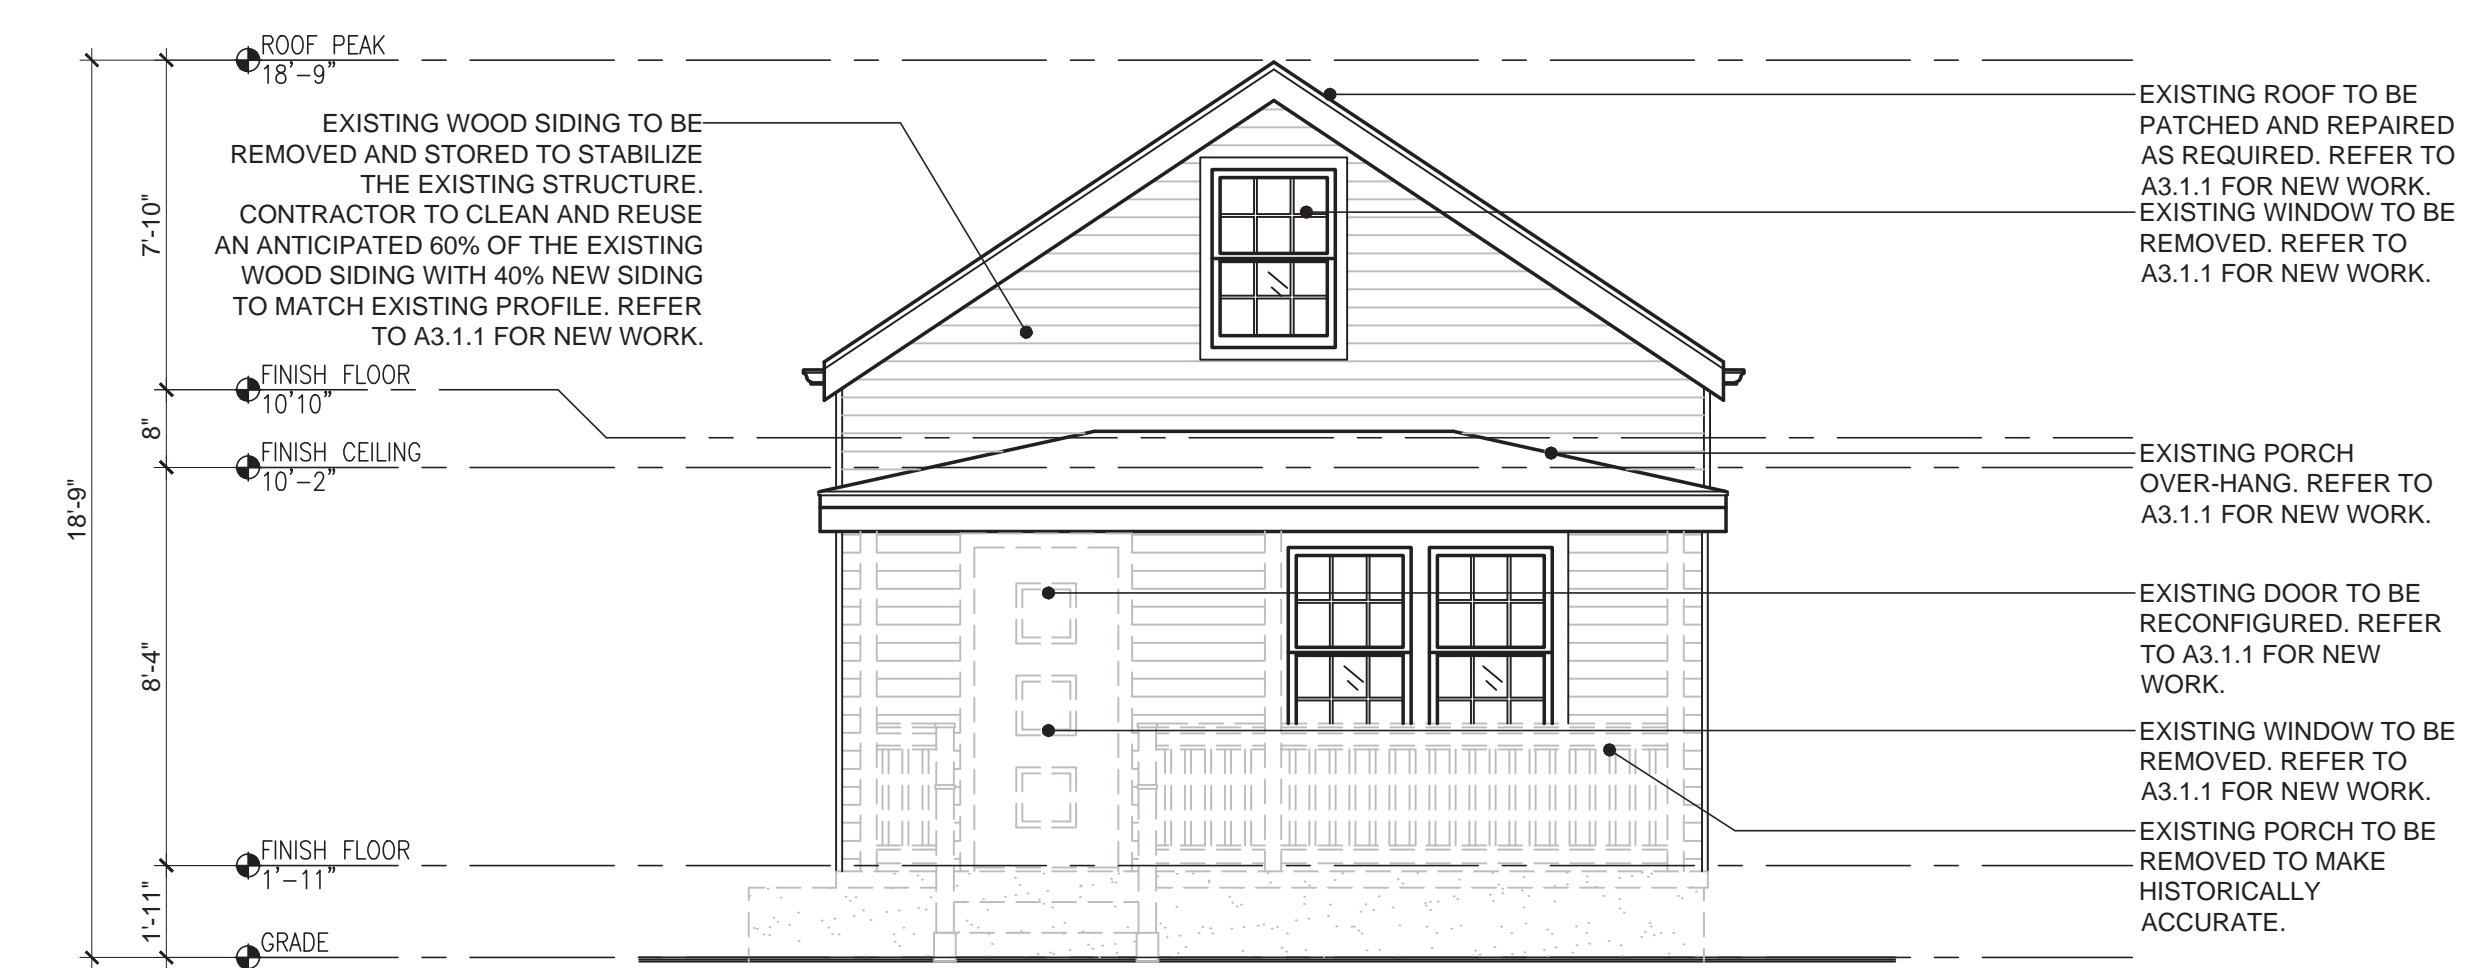 ROOF PEAK
18'-9"
EXISTING WOOD SIDING TO BE
REMOVED AND STORED TO STABILIZE
THE EXISTING STRUCTURE.
CONTRACTOR TO CLEAN AND REUSE
AN ANTICIPATED 60% OF THE EXISTING
WOOD SIDING WITH 40% NEW SIDING
TO MATCH EXISTING PROFILE. REFER
TO A3.1.1 FOR NEW WORK.
7'-10"
FINISH FLOOR
10'10"
8"
FINISH CEILING
10'-2"
18'-9"
8'-4"
FINISH FLOOR
1'-11"
1'-11"
GRADE
EXISTING ROOF TO BE
PATCHED AND REPAIRED
AS REQUIRED. REFER TO
A3.1.1 FOR NEW WORK.
EXISTING WINDOW TO BE
REMOVED. REFER TO
A3.1.1 FOR NEW WORK.
EXISTING PORCH
OVER-HANG. REFER TO
A3.1.1 FOR NEW WORK.
EXISTING DOOR TO BE
RECONFIGURED. REFER
TO A3.1.1 FOR NEW
WORK.
EXISTING WINDOW TO BE
REMOVED. REFER TO
A3.1.1 FOR NEW WORK.
EXISTING PORCH TO BE
REMOVED TO MAKE
HISTORICALLY
ACCURATE.